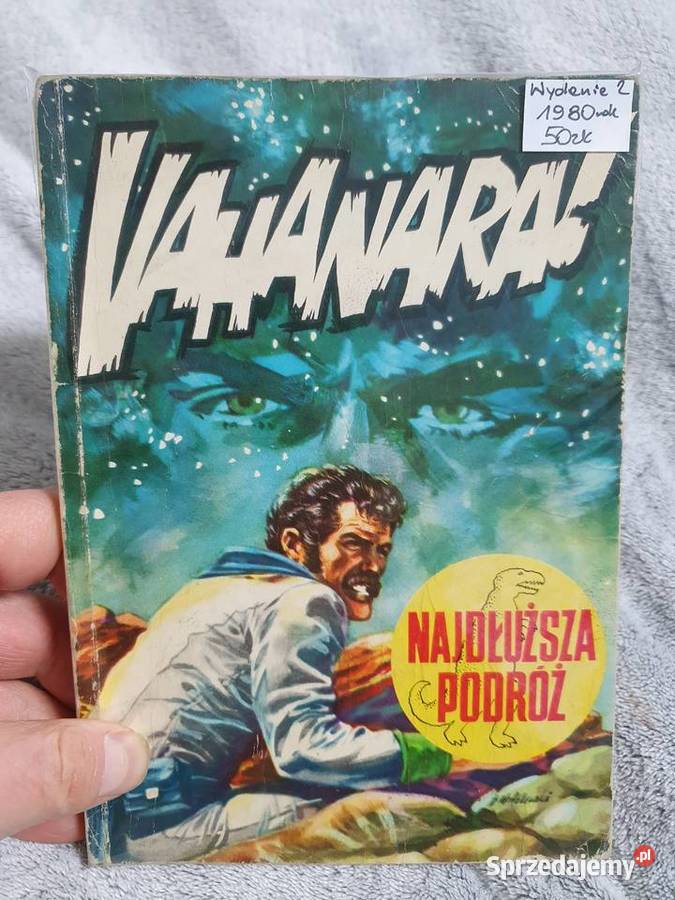 Wydanie 2
1980 rok
50zł
VAHANARA!
NAJDŁUŻSZA
PODRÓŻ
Sprzedajemy.pl